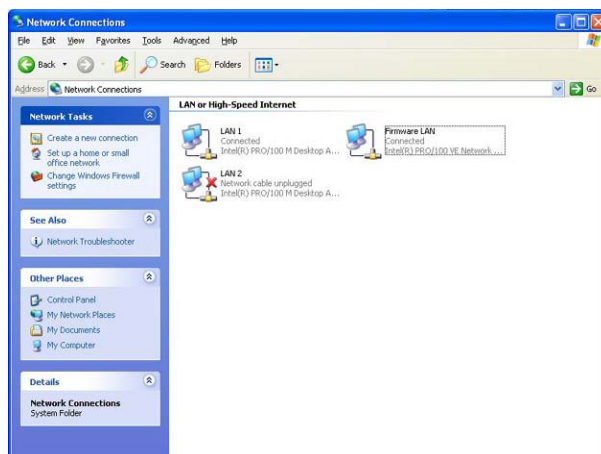 Network Connections
File Edit View Favorites Tools Advanced Help
Back Search Folders
Address Network Connections Go
Network Tasks
Create a new connection
Set up a home or small
office network
Change Windows Firewall
settings
See Also
Network Troubleshooter
Other Places
Control Panel
My Network Places
My Documents
My Computer
Details
Network Connections
System Folder
LAN or High-Speed Internet
LAN 1
Connected
Intel(R) PRO/100 M Desktop A...
Firmware LAN
Connected
Intel(R) PRO/100 VE Network ...
LAN 2
Network cable unplugged
Intel(R) PRO/100 M Desktop A...